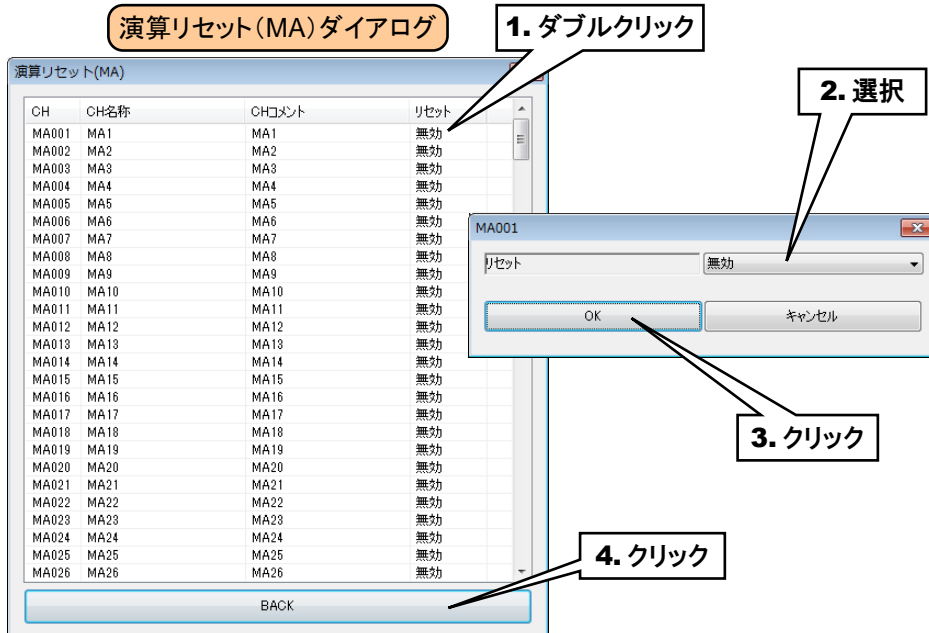 演算リセット(MA)ダイアログ
1. ダブルクリック
演算リセット(MA)
2. 選択
CH CH名称 CHコメント リセット
MA001 MA1 MA1 無効
MA002 MA2 MA2 無効
MA003 MA3 MA3 無効
MA004 MA4 MA4 無効
MA005 MA5 MA5 無効
MA006 MA6 MA6 無効
MA007 MA7 MA7 無効
MA008 MA8 MA8 無効
MA009 MA9 MA9 無効
MA010 MA10 MA10 無効
MA011 MA11 MA11 無効
MA012 MA12 MA12 無効
MA013 MA13 MA13 無効
MA014 MA14 MA14 無効
MA015 MA15 MA15 無効
MA016 MA16 MA16 無効
MA017 MA17 MA17 無効
MA018 MA18 MA18 無効
MA019 MA19 MA19 無効
MA020 MA20 MA20 無効
MA021 MA21 MA21 無効
MA022 MA22 MA22 無効
MA023 MA23 MA23 無効
MA024 MA24 MA24 無効
MA025 MA25 MA25 無効
MA026 MA26 MA26 無効
BACK
MA001
リセット 無効
OK キャンセル
3. クリック
4. クリック